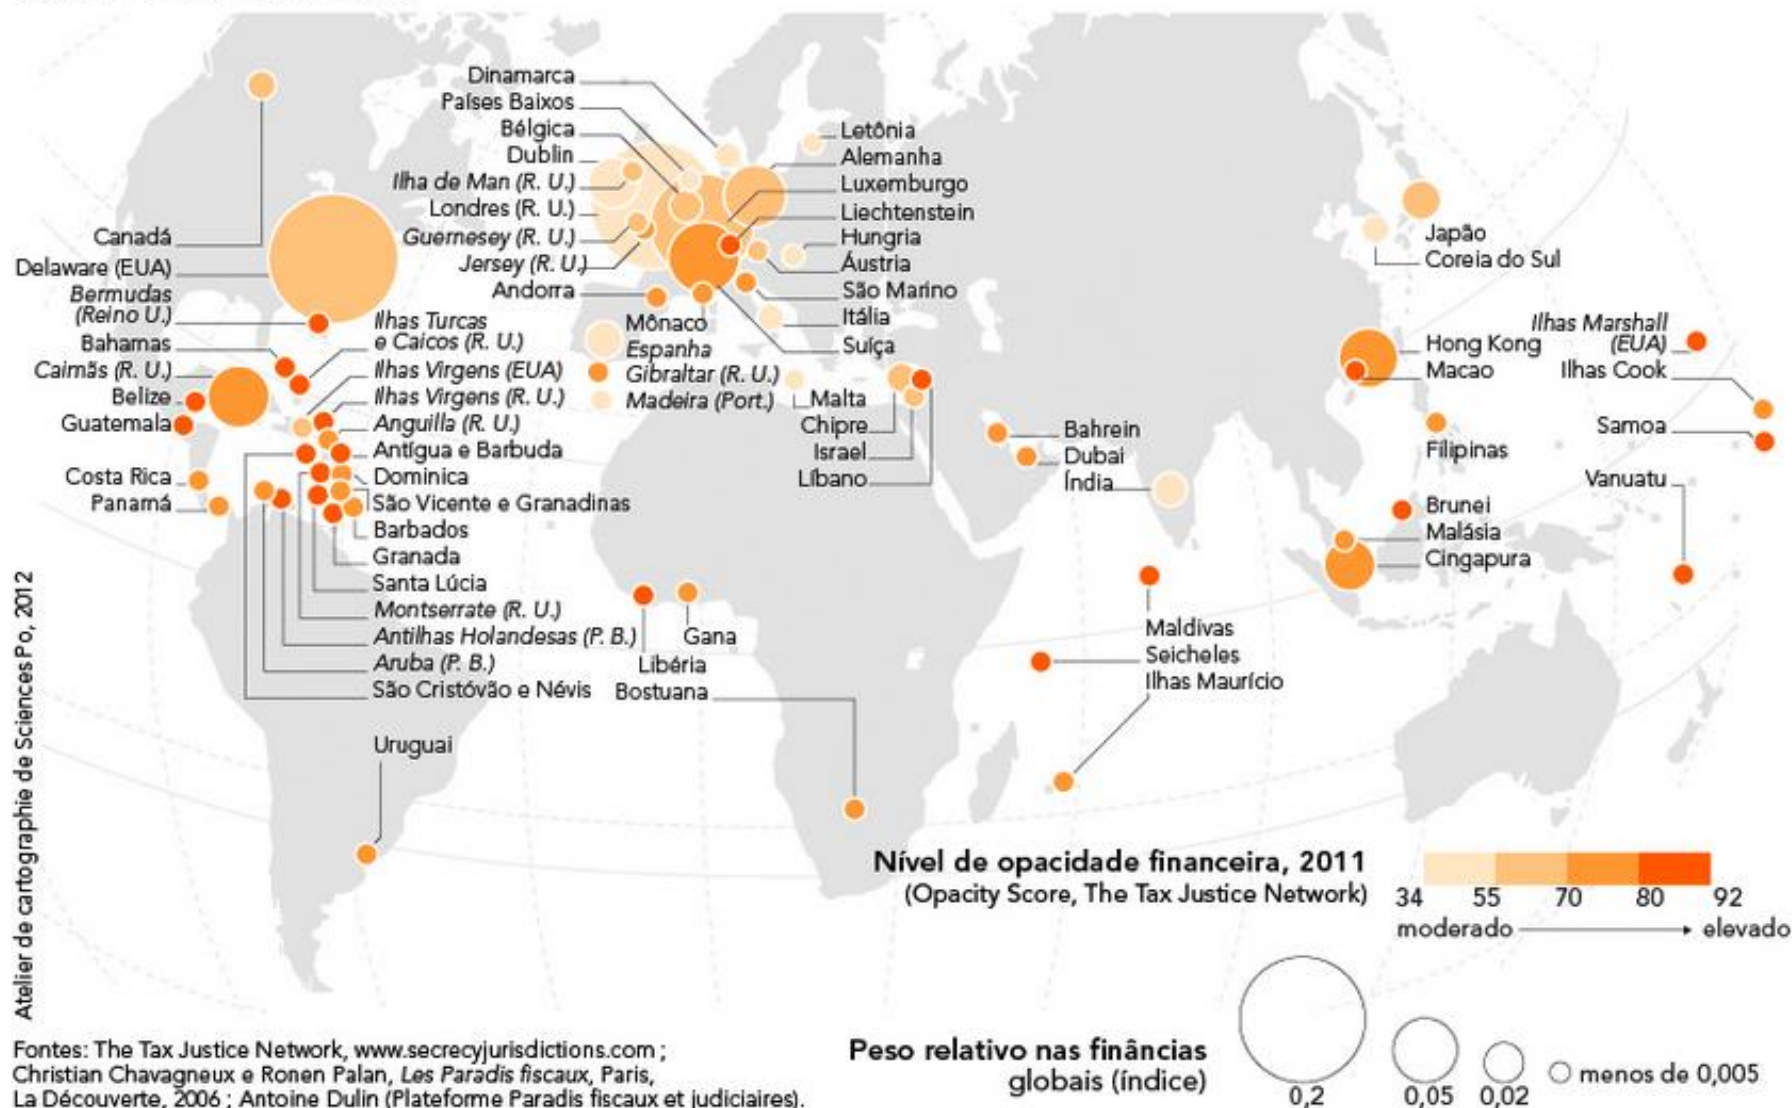 Dinamarca
Países Baixos
Bélgica
Dublin
Ilha de Man (R. U.)
Londres (R. U.)
Guernesey (R. U.)
Jersey (R. U.)
Andorra
Letônia
Alemanha
Luxemburgo
Liechtenstein
Hungria
Áustria
São Marino
Itália
Suíça
Mônaco
Espanha
Gibraltar (R. U.)
Madeira (Port.)
Canadá
Delaware (EUA)
Bermudas
(Reino U.)
Bahamas
Caimãs (R. U.)
Belize
Guatemala
Costa Rica
Panamá
Ilhas Turcas
e Caicos (R. U.)
Ilhas Virgens (EUA)
Ilhas Virgens (R. U.)
Anguilla (R. U.)
Antígua e Barbuda
Dominica
São Vicente e Granadinas
Barbados
Granada
Santa Lúcia
Montserrate (R. U.)
Antilhas Holandesas (P. B.)
Aruba (P. B.)
São Cristóvão e Névis
Uruguai
Malta
Chipre
Israel
Líbano
Gana
Libéria
Bostuana
Bahrein
Dubai
Índia
Maldivas
Seicheles
Ilhas Maurício
Japão
Coreia do Sul
Hong Kong
Macao
Filipinas
Brunei
Malásia
Cingapura
Ilhas Marshall
(EUA)
Ilhas Cook
Samoa
Vanuatu
Nível de opacidade financeira, 2011
(Opacity Score, The Tax Justice Network)
34 55 70 80 92
moderado elevado
Peso relativo nas finâncias
globais (índice)
0,2 0,05 0,02 menos de 0,005
Atelier de cartographie de Sciences Po, 2012
Fontes: The Tax Justice Network, www.secrecyjurisdictions.com ;
Christian Chavagneux e Ronen Palan, Les Paradis fiscaux, Paris,
La Découverte, 2006 ; Antoine Dulin (Plateforme Paradis fiscaux et judiciaires).